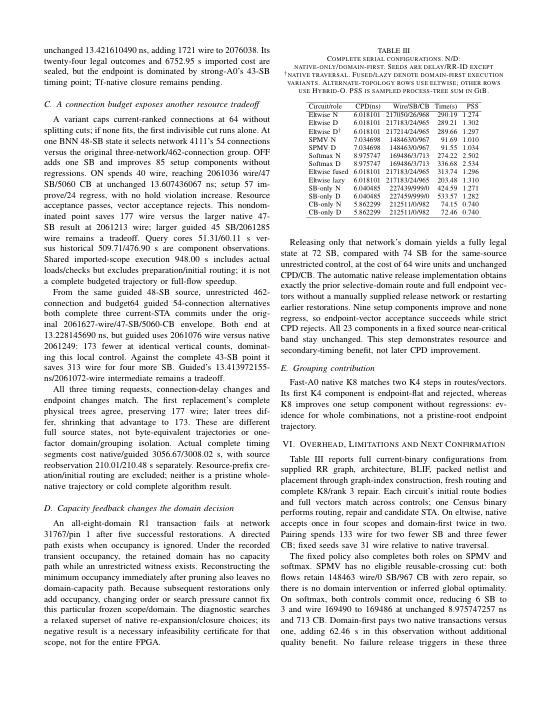 unchanged 13.421610490 ns, adding 1721 wire to 2076038. Its
twenty-four legal outcomes and 6752.95 s imported cost are
sealed, but the endpoint is dominated by strong-A0's 43-SB
timing point; Tf-native closure remains pending.
C. A connection budget exposes another resource tradeoff
A variant caps current-ranked connections at 64 without
splitting cuts; if none fits, the first indivisible cut runs alone. At
one BNN 48-SB state it selects network 4111's 54 connections
versus the original three-network/462-connection group. OFF
adds one SB and improves 85 setup components without
regressions. ON spends 40 wire, reaching 2061036 wire/47
SB/5060 CB at unchanged 13.607436067 ns; setup 57 im-
prove/24 regress, with no hold violation increase. Resource
acceptance passes, vector acceptance rejects. This nondom-
inated point saves 177 wire versus the larger native 47-
SB result at 2061213 wire; larger guided 45 SB/2061285
wire remains a tradeoff. Query cores 51.31/60.11 s ver-
sus historical 509.71/476.90 s are component observations.
Shared imported-scope execution 948.00 s includes actual
loads/checks but excludes preparation/initial routing; it is not
a complete budgeted trajectory or full-flow speedup.
From the same guided 48-SB source, unrestricted 462-
connection and budget64 guided 54-connection alternatives
both complete three current-STA commits under the orig-
inal 2061627-wire/47-SB/5060-CB envelope. Both end at
13.228145690 ns, but guided uses 2061076 wire versus native
2061249: 173 fewer at identical vertical counts, dominat-
ing this local control. Against the complete 43-SB point it
saves 313 wire for four more SB. Guided's 13.413972155-
ns/2061072-wire intermediate remains a tradeoff.
All three timing requests, connection-delay changes and
endpoint changes match. The first replacement's complete
physical trees agree, preserving 177 wire; later trees dif-
fer, shrinking that advantage to 173. These are different
full source states, not byte-equivalent trajectories or one-
factor domain/grouping isolation. Actual complete timing
segments cost native/guided 3056.67/3008.02 s, with source
reobservation 210.01/210.48 s separately. Resource-prefix cre-
ation/initial routing are excluded; neither is a pristine whole-
native trajectory or cold complete algorithm result.
D. Capacity feedback changes the domain decision
An all-eight-domain R1 transaction fails at network
31767/pin 1 after five successful restorations. A directed
path exists when occupancy is ignored. Under the recorded
transient occupancy, the retained domain has no capacity
path while an unrestricted witness exists. Reconstructing the
minimum occupancy immediately after pruning also leaves no
domain-capacity path. Because subsequent restorations only
add occupancy, changing order or search pressure cannot fix
this particular frozen scope/domain. The diagnostic searches
a relaxed superset of native re-expansion/closure choices; its
negative result is a necessary infeasibility certificate for that
scope, not for the entire FPGA.
TABLE III
COMPLETE SERIAL CONFIGURATIONS. N/D:
NATIVE-ONLY/DOMAIN-FIRST. SEEDS ARE DELAY/RR-ID EXCEPT
†NATIVE TRAVERSAL. FUSED/LAZY DENOTE DOMAIN-FIRST EXECUTION
VARIANTS. ALTERNATE-TOPOLOGY ROWS USE ELTWISE; OTHER ROWS
USE HYBRID-O. PSS IS SAMPLED PROCESS-TREE SUM IN GIB.
Circuit/role CPD(ns) Wire/SB/CB Time(s) PSS
Eltwise N 6.018101 217050/26/968 290.19 1.274
Eltwise D 6.018101 217183/24/965 289.21 1.302
Eltwise D† 6.018101 217214/24/965 289.66 1.297
SPMV N 7.034698 148463/0/967 91.69 1.010
SPMV D 7.034698 148463/0/967 91.55 1.034
Softmax N 8.975747 169486/3/713 274.22 2.502
Softmax D 8.975747 169486/3/713 336.68 2.534
Eltwise fused 6.018101 217183/24/965 313.74 1.296
Eltwise lazy 6.018101 217183/24/965 203.48 1.310
SB-only N 6.040485 227439/999/0 424.59 1.271
SB-only D 6.040485 227439/999/0 533.57 1.282
CB-only N 5.862299 212511/0/982 74.15 0.740
CB-only D 5.862299 212511/0/982 72.46 0.740
Releasing only that network's domain yields a fully legal
state at 72 SB, compared with 74 SB for the same-source
unrestricted control, at the cost of 64 wire units and unchanged
CPD/CB. The automatic native release implementation obtains
exactly the prior selective-domain route and full endpoint vec-
tors without a manually supplied release network or restarting
earlier restorations. Nine setup components improve and none
regress, so endpoint-vector acceptance succeeds while strict
CPD rejects. All 23 components in a fixed source near-critical
band stay unchanged. This step demonstrates resource and
secondary-timing benefit, not later CPD improvement.
E. Grouping contribution
Fast-A0 native K8 matches two K4 steps in routes/vectors.
Its first K4 component is endpoint-flat and rejected, whereas
K8 improves one setup component without regressions: ev-
idence for whole combinations, not a pristine-root endpoint
trajectory.
VI. OVERHEAD, LIMITATIONS AND NEXT CONFIRMATION
Table III reports full current-binary configurations from
supplied RR graph, architecture, BLIF, packed netlist and
placement through graph-index construction, fresh routing and
complete K8/rank 3 repair. Each circuit's initial route bodies
and full vectors match across controls; one Census binary
performs routing, repair and candidate STA. On eltwise, native
accepts once in four scopes and domain-first twice in two.
Pairing spends 133 wire for two fewer SB and three fewer
CB; fixed seeds save 31 wire relative to native traversal.
The fixed policy also completes both roles on SPMV and
softmax. SPMV has no eligible reusable-crossing cut: both
flows retain 148463 wire/0 SB/967 CB with zero repair, so
there is no domain intervention or inferred global optimality.
On softmax, both controls commit once, reducing 6 SB to
3 and wire 169490 to 169486 at unchanged 8.975747257 ns
and 713 CB. Domain-first pays two native transactions versus
one, adding 62.46 s in this observation without additional
quality benefit. No failure release triggers in these three